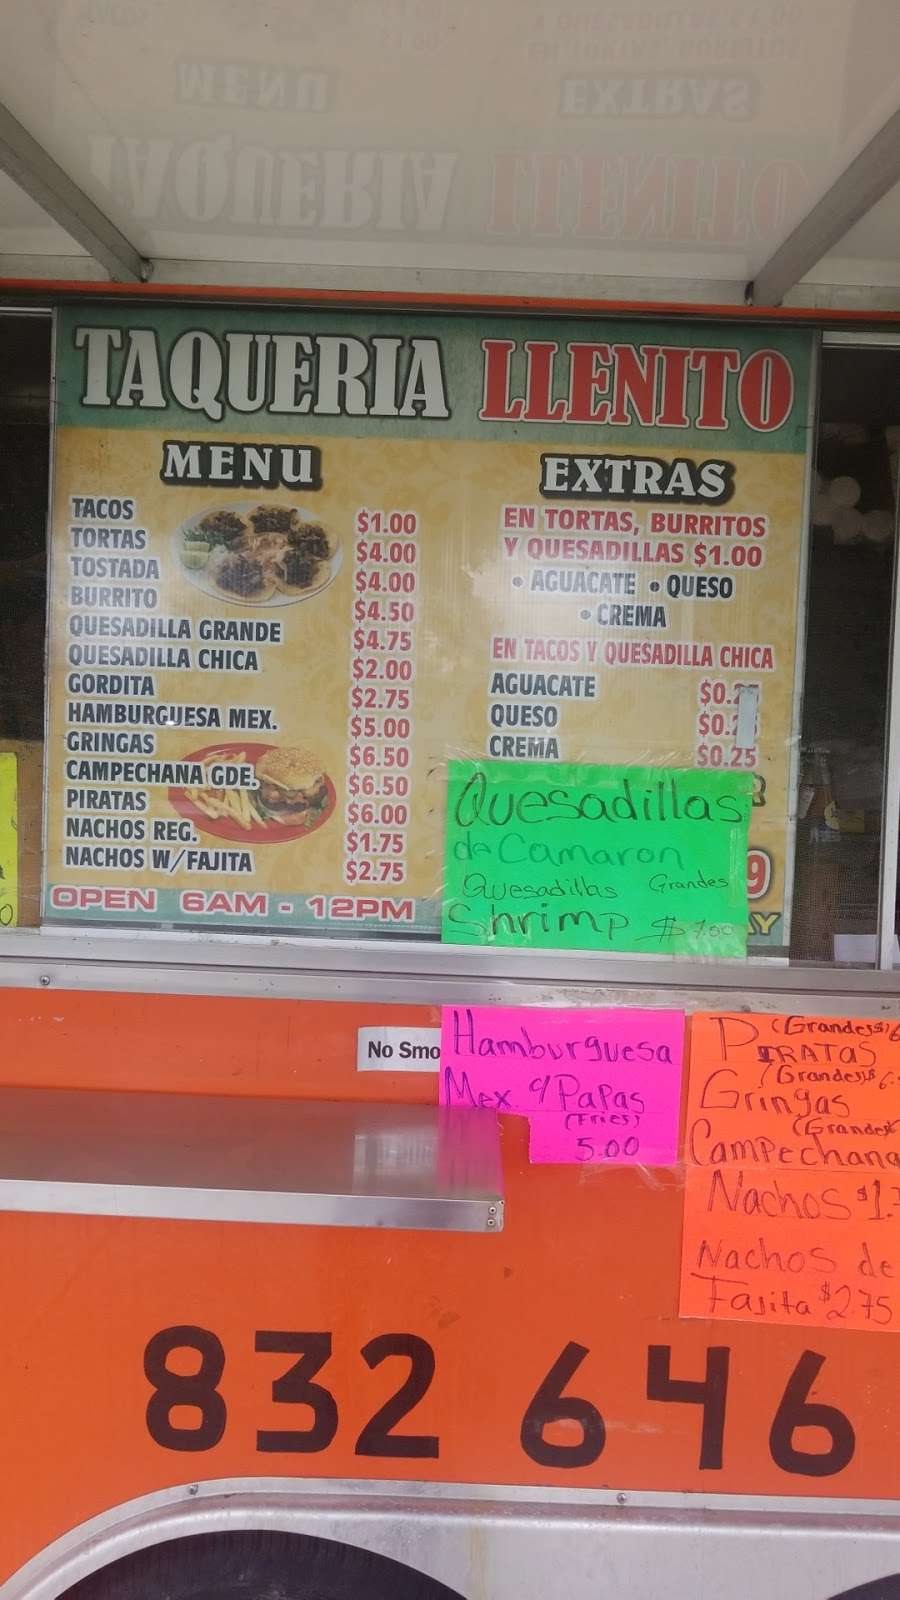 TAQUERIA LLENITO
MENU
TACOS $1.00
TORTAS $4.00
TOSTADA $4.00
BURRITO $4.50
QUESADILLA GRANDE $4.75
QUESADILLA CHICA $2.00
GORDITA $2.75
HAMBURGUESA MEX. $5.00
GRINGAS $6.50
CAMPECHANA GDE. $6.50
PIRATAS $6.00
NACHOS REG. $1.75
NACHOS W/FAJITA $2.75
OPEN 6AM - 12PM
EXTRAS
EN TORTAS, BURRITOS
Y QUESADILLAS $1.00
• AGUACATE • QUESO
• CREMA
EN TACOS Y QUESADILLA CHICA
AGUACATE
QUESO
CREMA $0.25
Quesadillas
de Camaron
Quesadillas Grandes
Shrimp $7.00
No Smo
Hamburguesa
Mex. c/ Papas
(Fries)
5.00
(Grandes)
PIRATAS
(Grandes)
Gringas
(Grandes
Campechana
Nachos $1.
Nachos de
Fajita $2.75
832 646